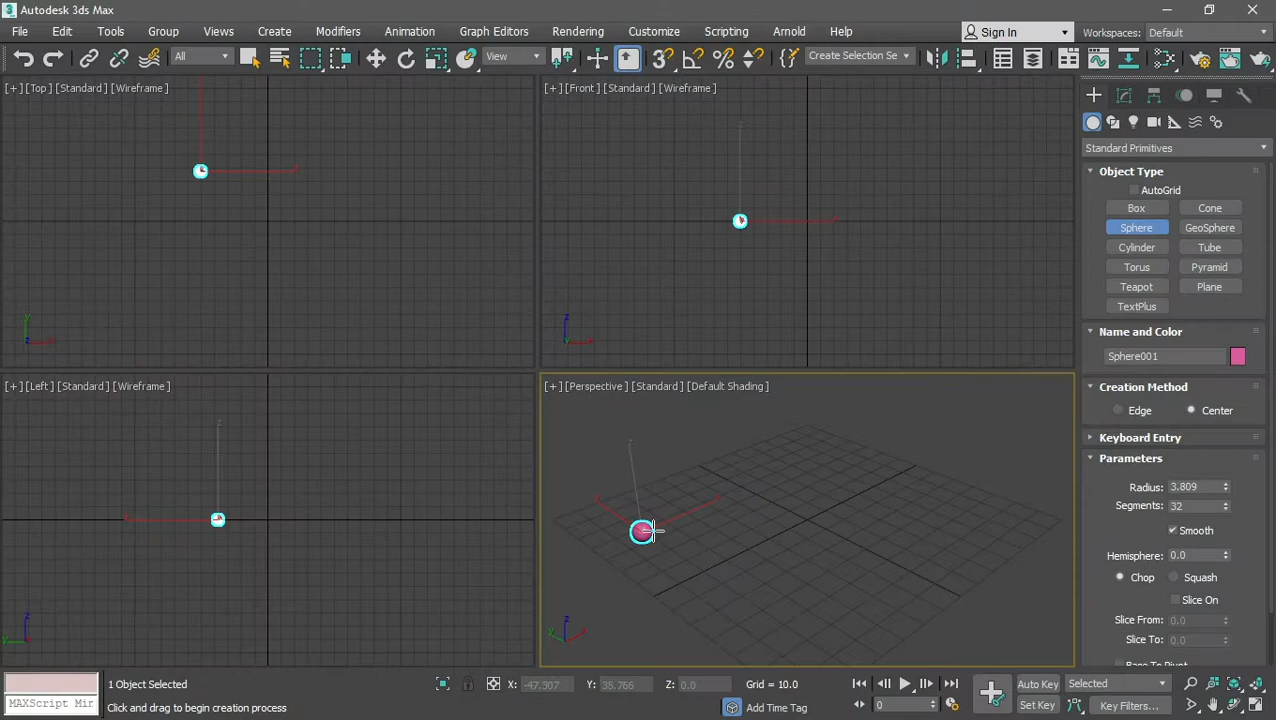 3 Autodesk 3ds Max
File Edit Tools Group Views Create Modifiers Animation Graph Editors Rendering Customize Scripting Arnold Help Sign In Workspaces: Default
All View Create Selection Se
[+] [Top] [Standard] [Wireframe]
[+] [Front] [Standard] [Wireframe]
Standard Primitives
Object Type
AutoGrid
Box Cone
Sphere GeoSphere
Cylinder Tube
Torus Pyramid
Teapot Plane
TextPlus
Name and Color
Sphere001
[+] [Left] [Standard] [Wireframe]
[+] [Perspective] [Standard] [Default Shading]
Creation Method
Edge Center
Keyboard Entry
Parameters
Radius: 3.809
Segments: 32
Smooth
Hemisphere: 0.0
Chop Squash
Slice On
Slice From: 0.0
Slice To: 0.0
Base To Pivot
1 Object Selected X: -47.307 Y: 35.766 Z: 0.0 Grid = 10.0 Auto Key Selected
MAXScript Mir Click and drag to begin creation process Add Time Tag 0 Set Key Key Filters...